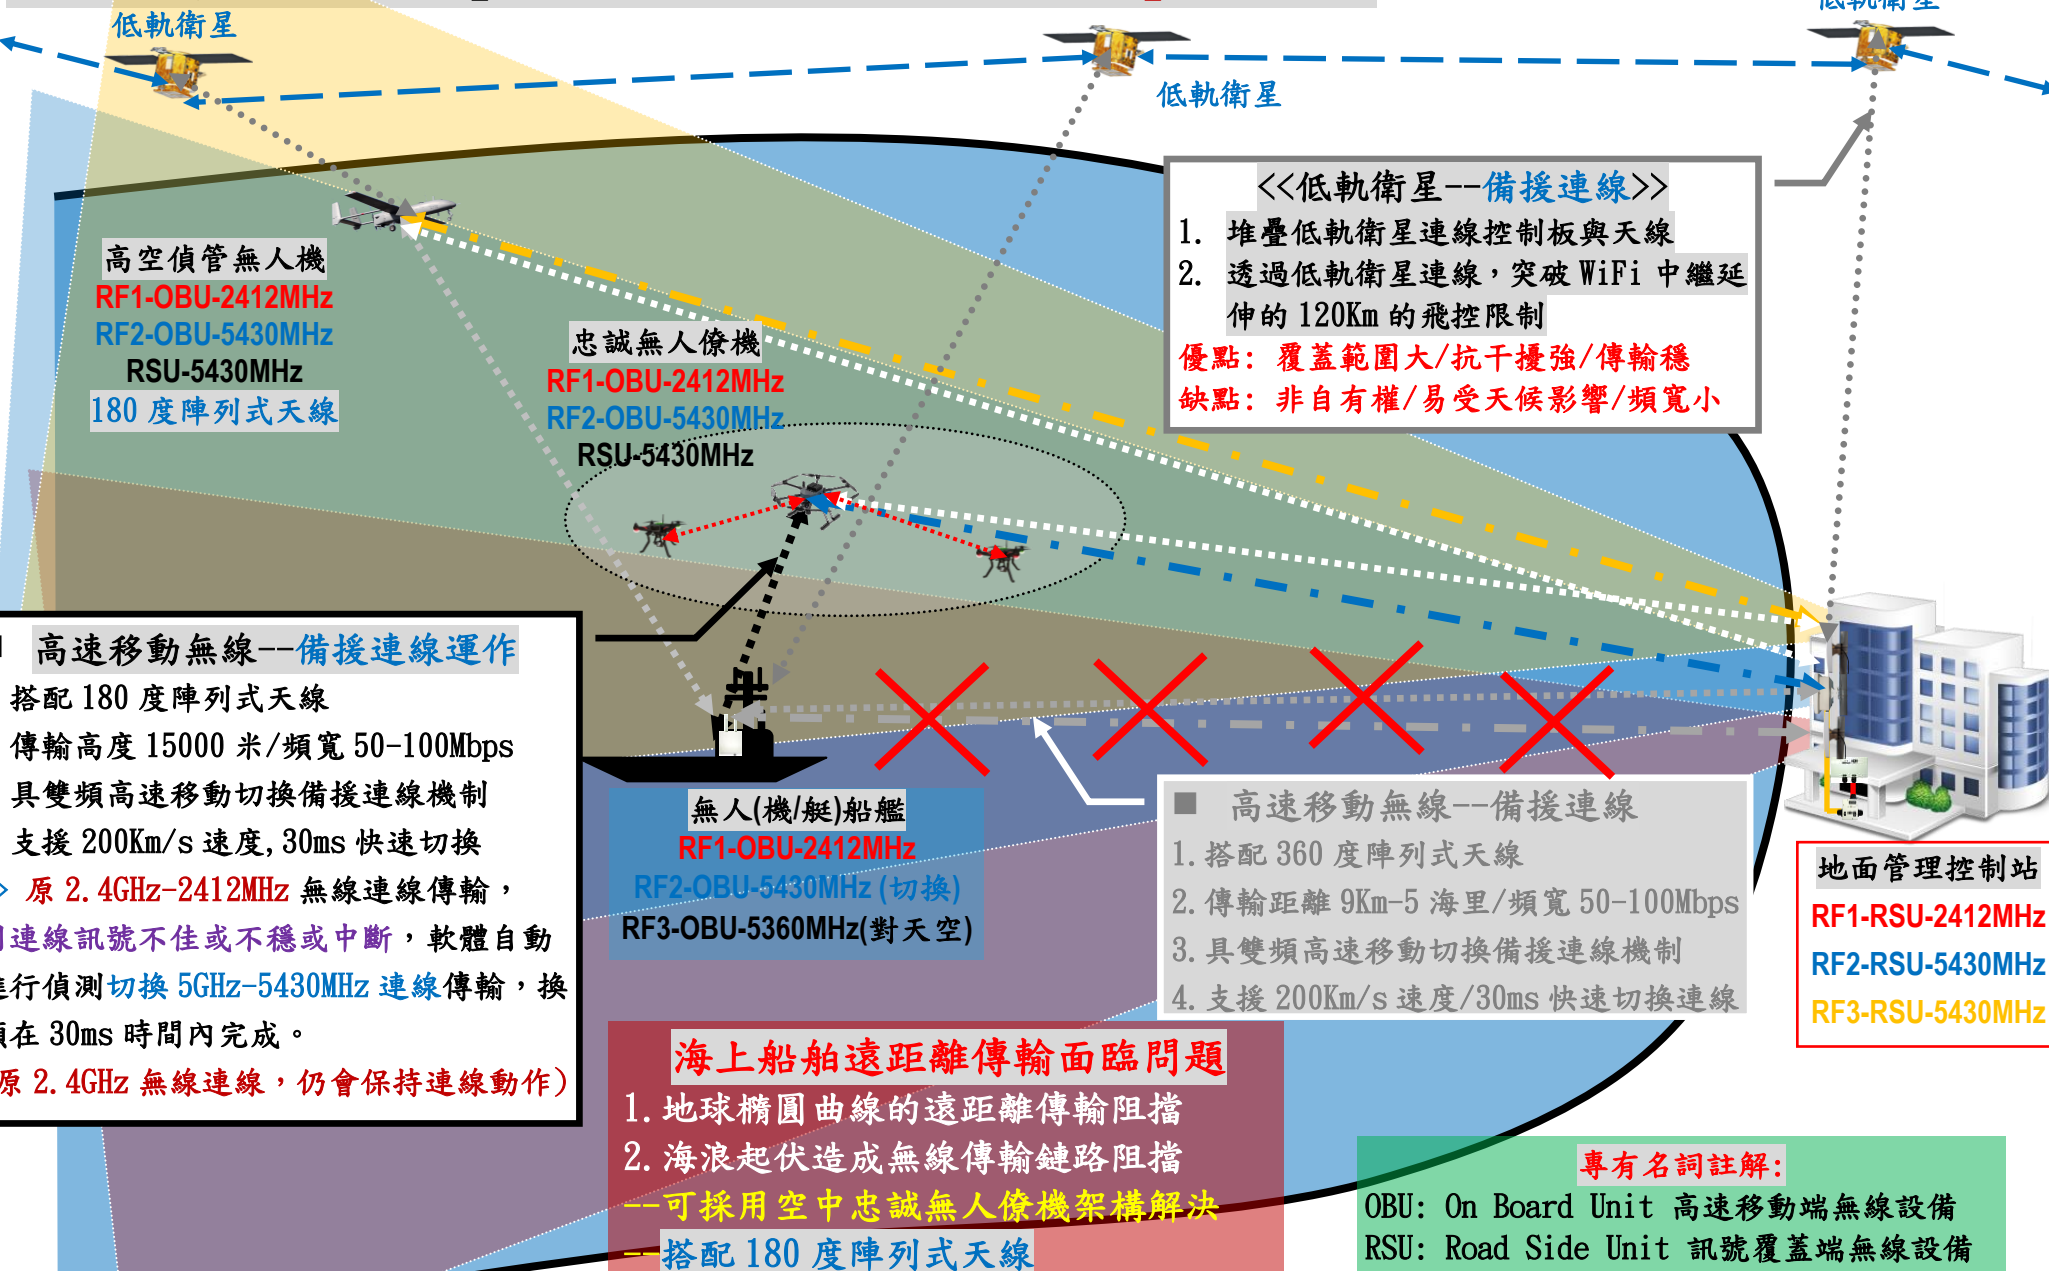 低軌衛星
低軌衛星
低軌衛星
<<低軌衛星--備援連線>>
1. 堆疊低軌衛星連線控制板與天線
2. 透過低軌衛星連線，突破 WiFi 中繼延
伸的 120Km 的飛控限制
優點: 覆蓋範圍大/抗干擾強/傳輸穩
缺點: 非自有權/易受天候影響/頻寬小
高空偵管無人機
RF1-OBU-2412MHz
RF2-OBU-5430MHz
RSU-5430MHz
180 度陣列式天線
忠誠無人僚機
RF1-OBU-2412MHz
RF2-OBU-5430MHz
RSU-5430MHz
高速移動無線--備援連線運作
搭配 180 度陣列式天線
傳輸高度 15000 米/頻寬 50-100Mbps
具雙頻高速移動切換備援連線機制
支援 200Km/s 速度, 30ms 快速切換
> 原 2.4GHz-2412MHz 無線連線傳輸，
連線訊號不佳或不穩或中斷，軟體自動
進行偵測切換 5GHz-5430MHz 連線傳輸，換
頻在 30ms 時間內完成。
原 2.4GHz 無線連線，仍會保持連線動作)
無人(機/艇)船艦
RF1-OBU-2412MHz
RF2-OBU-5430MHz (切換)
RF3-OBU-5360MHz(對天空)
■ 高速移動無線--備援連線
1. 搭配 360 度陣列式天線
2. 傳輸距離 9Km-5 海里/頻寬 50-100Mbps
3. 具雙頻高速移動切換備援連線機制
4. 支援 200Km/s 速度/30ms 快速切換連線
地面管理控制站
RF1-RSU-2412MHz
RF2-RSU-5430MHz
RF3-RSU-5430MHz
海上船舶遠距離傳輸面臨問題
1. 地球橢圓曲線的遠距離傳輸阻擋
2. 海浪起伏造成無線傳輸鏈路阻擋
--可採用空中忠誠無人僚機架構解決
--搭配 180 度陣列式天線
專有名詞註解:
OBU: On Board Unit 高速移動端無線設備
RSU: Road Side Unit 訊號覆蓋端無線設備